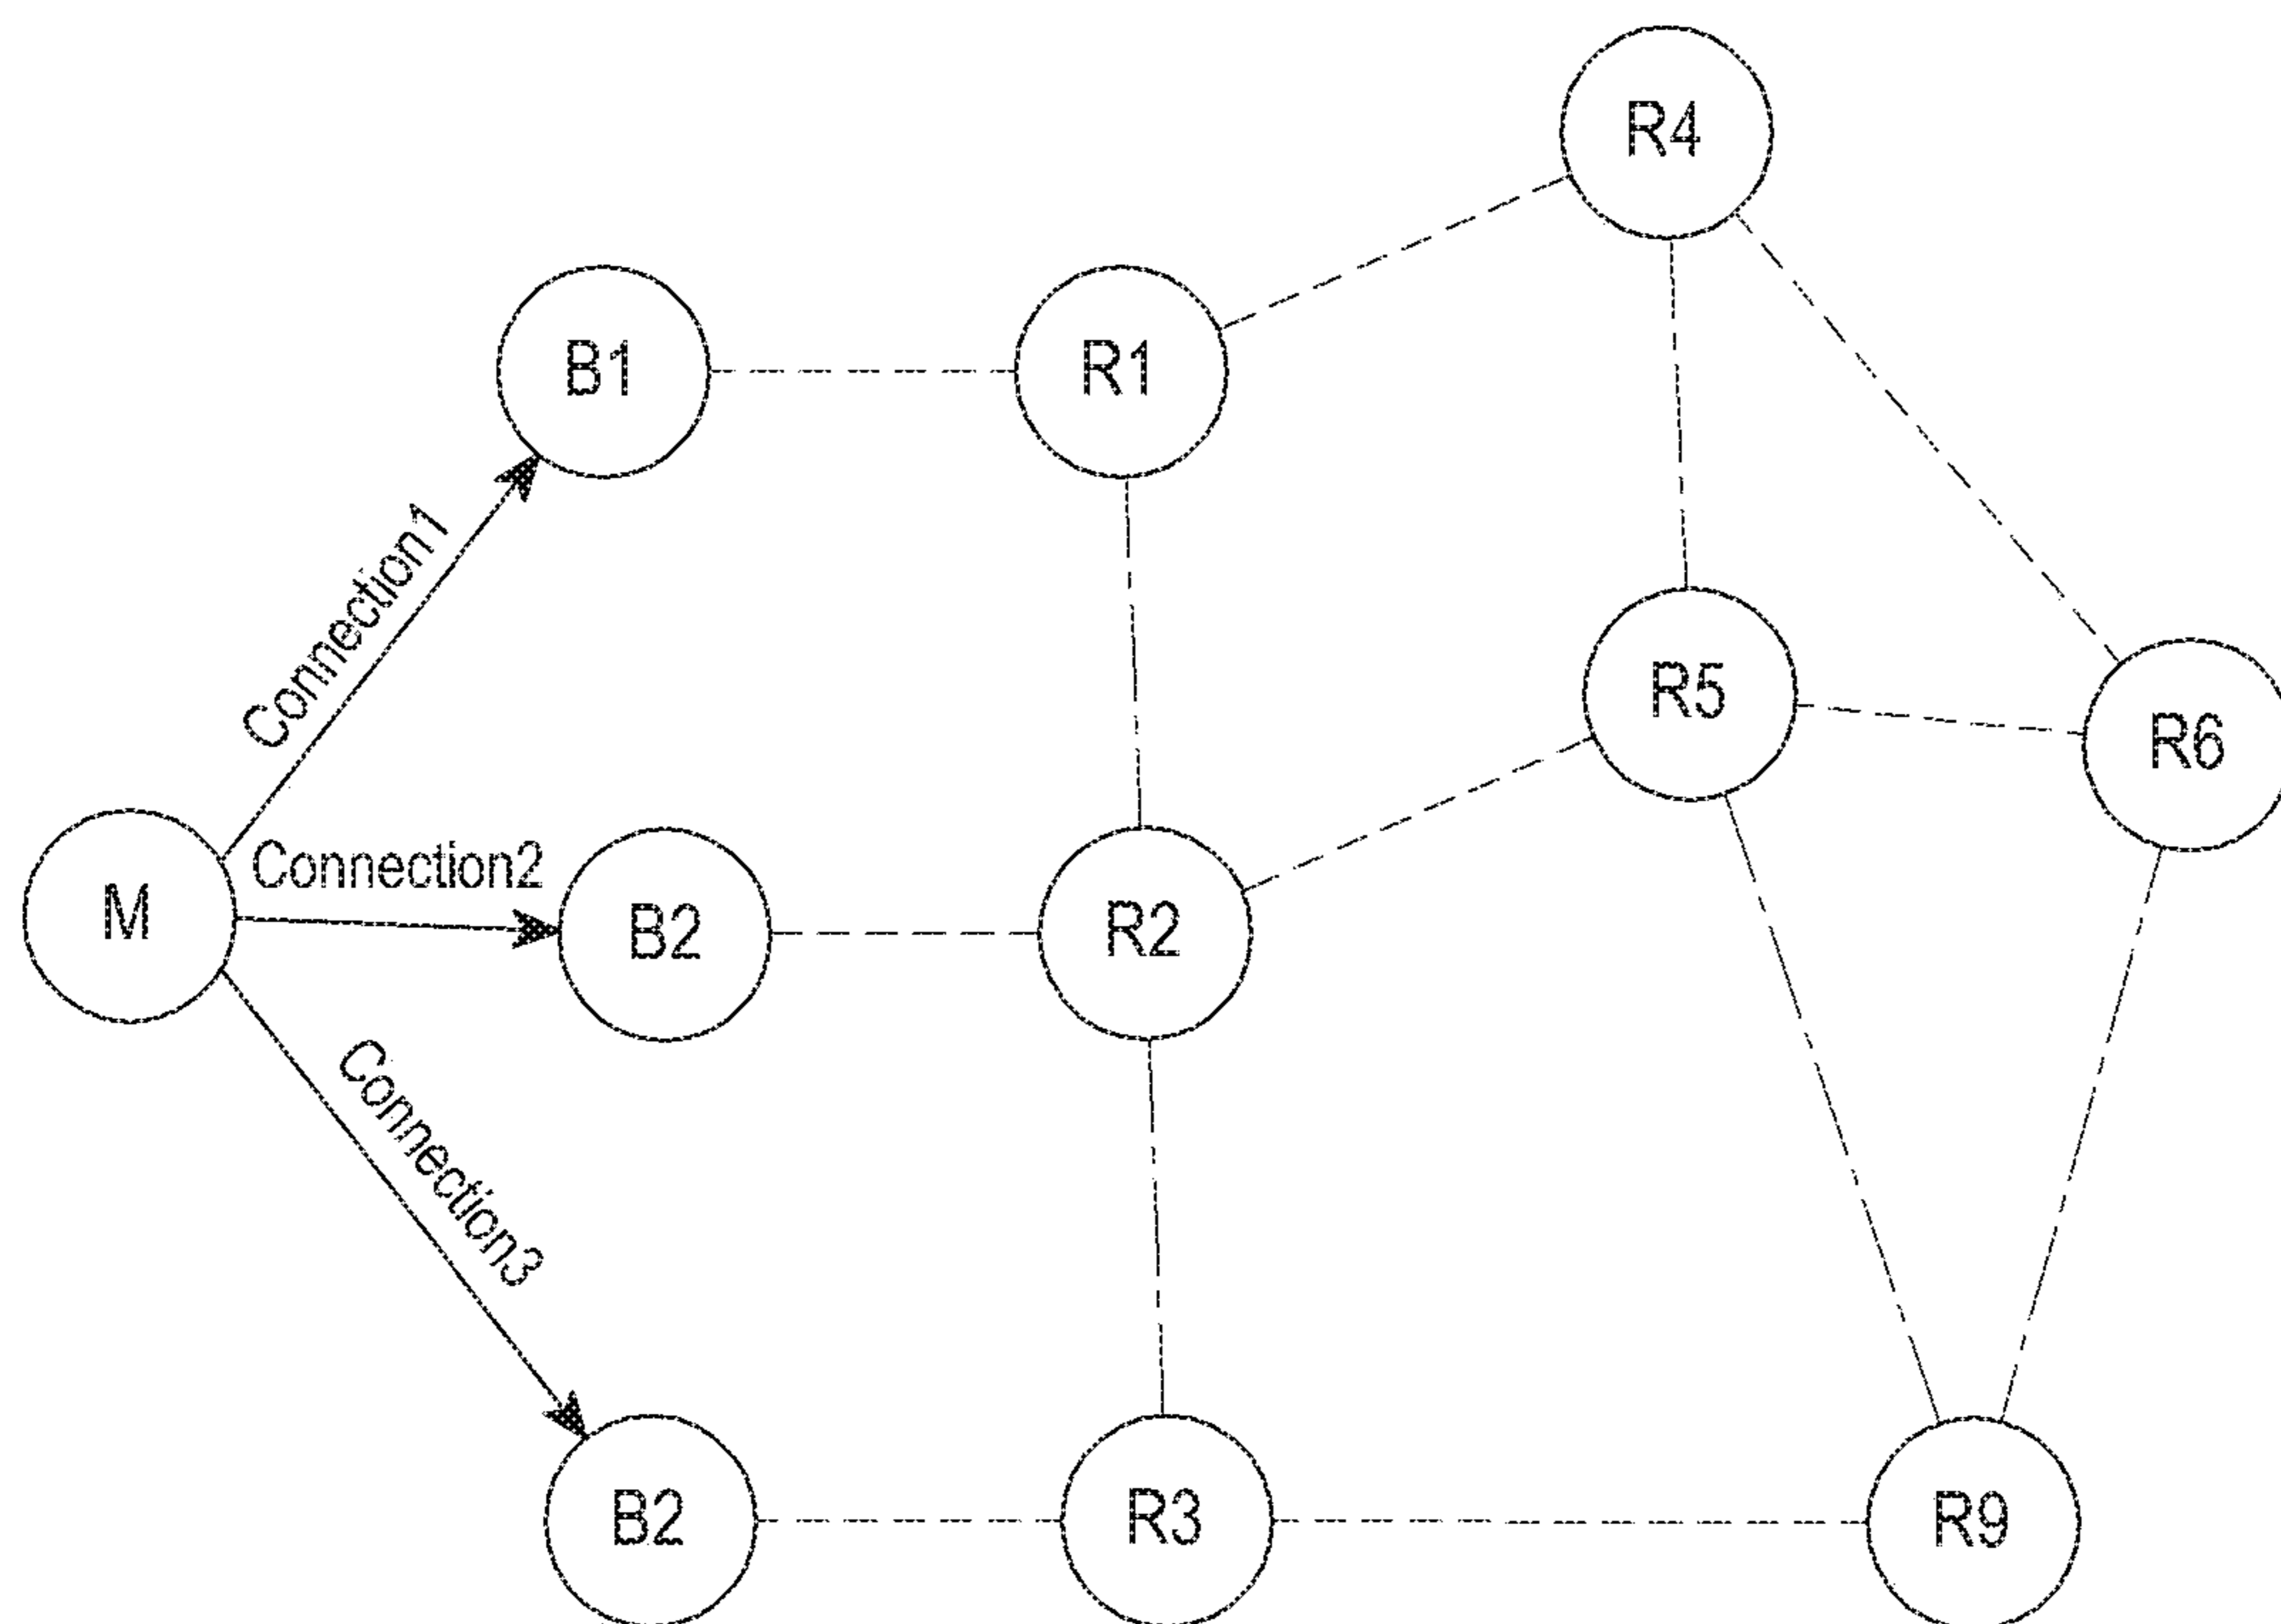 R4
B1
R1
Connection1
R5
R6
Connection2
M
B2
R2
Connection3
B2
R3
R9